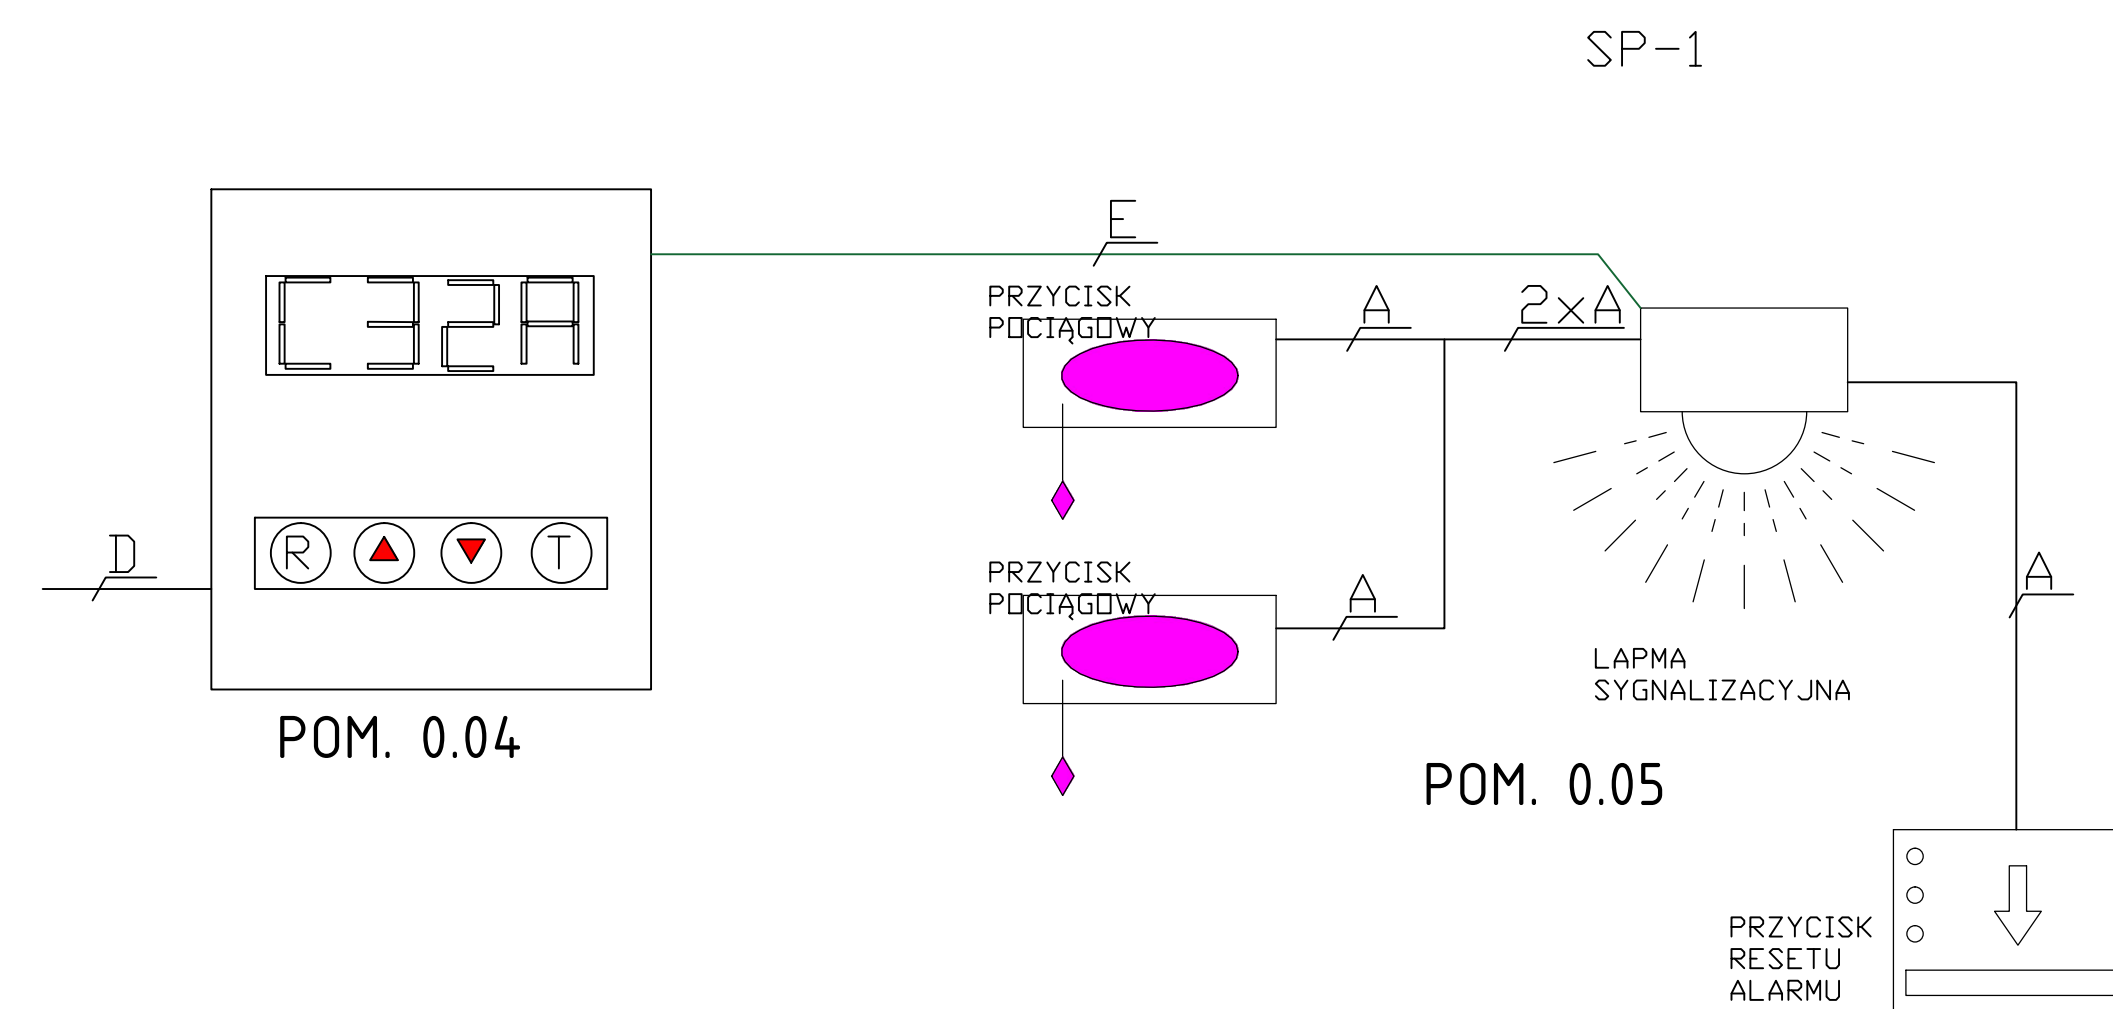 SP-1
E
PRZYCISK
POCIĄGOWY
A
2xA
C32A
D
R
T
PRZYCISK
POCIĄGOWY
A
A
LAPMA
SYGNALIZACYJNA
POM. 0.04
POM. 0.05
PRZYCISK
RESETU
ALARMU